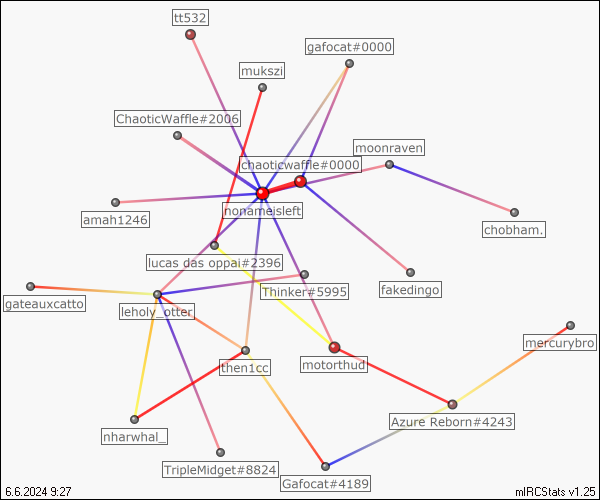 tt532
gafocat#0000
mukszi
ChaoticWaffle#2006
moonraven
chaoticwaffle#0000
nonameisleft
amah1246
chobham.
lucas das oppai#2396
Thinker#5995
fakedingo
gateauxcatto
leholy_otter
mercurybro
then1cc
motorthud
Azure Reborn#4243
nharwhal_
TripleMidget#8824
Gafocat#4189
6.6.2024 9:27
mIRCStats v1.25